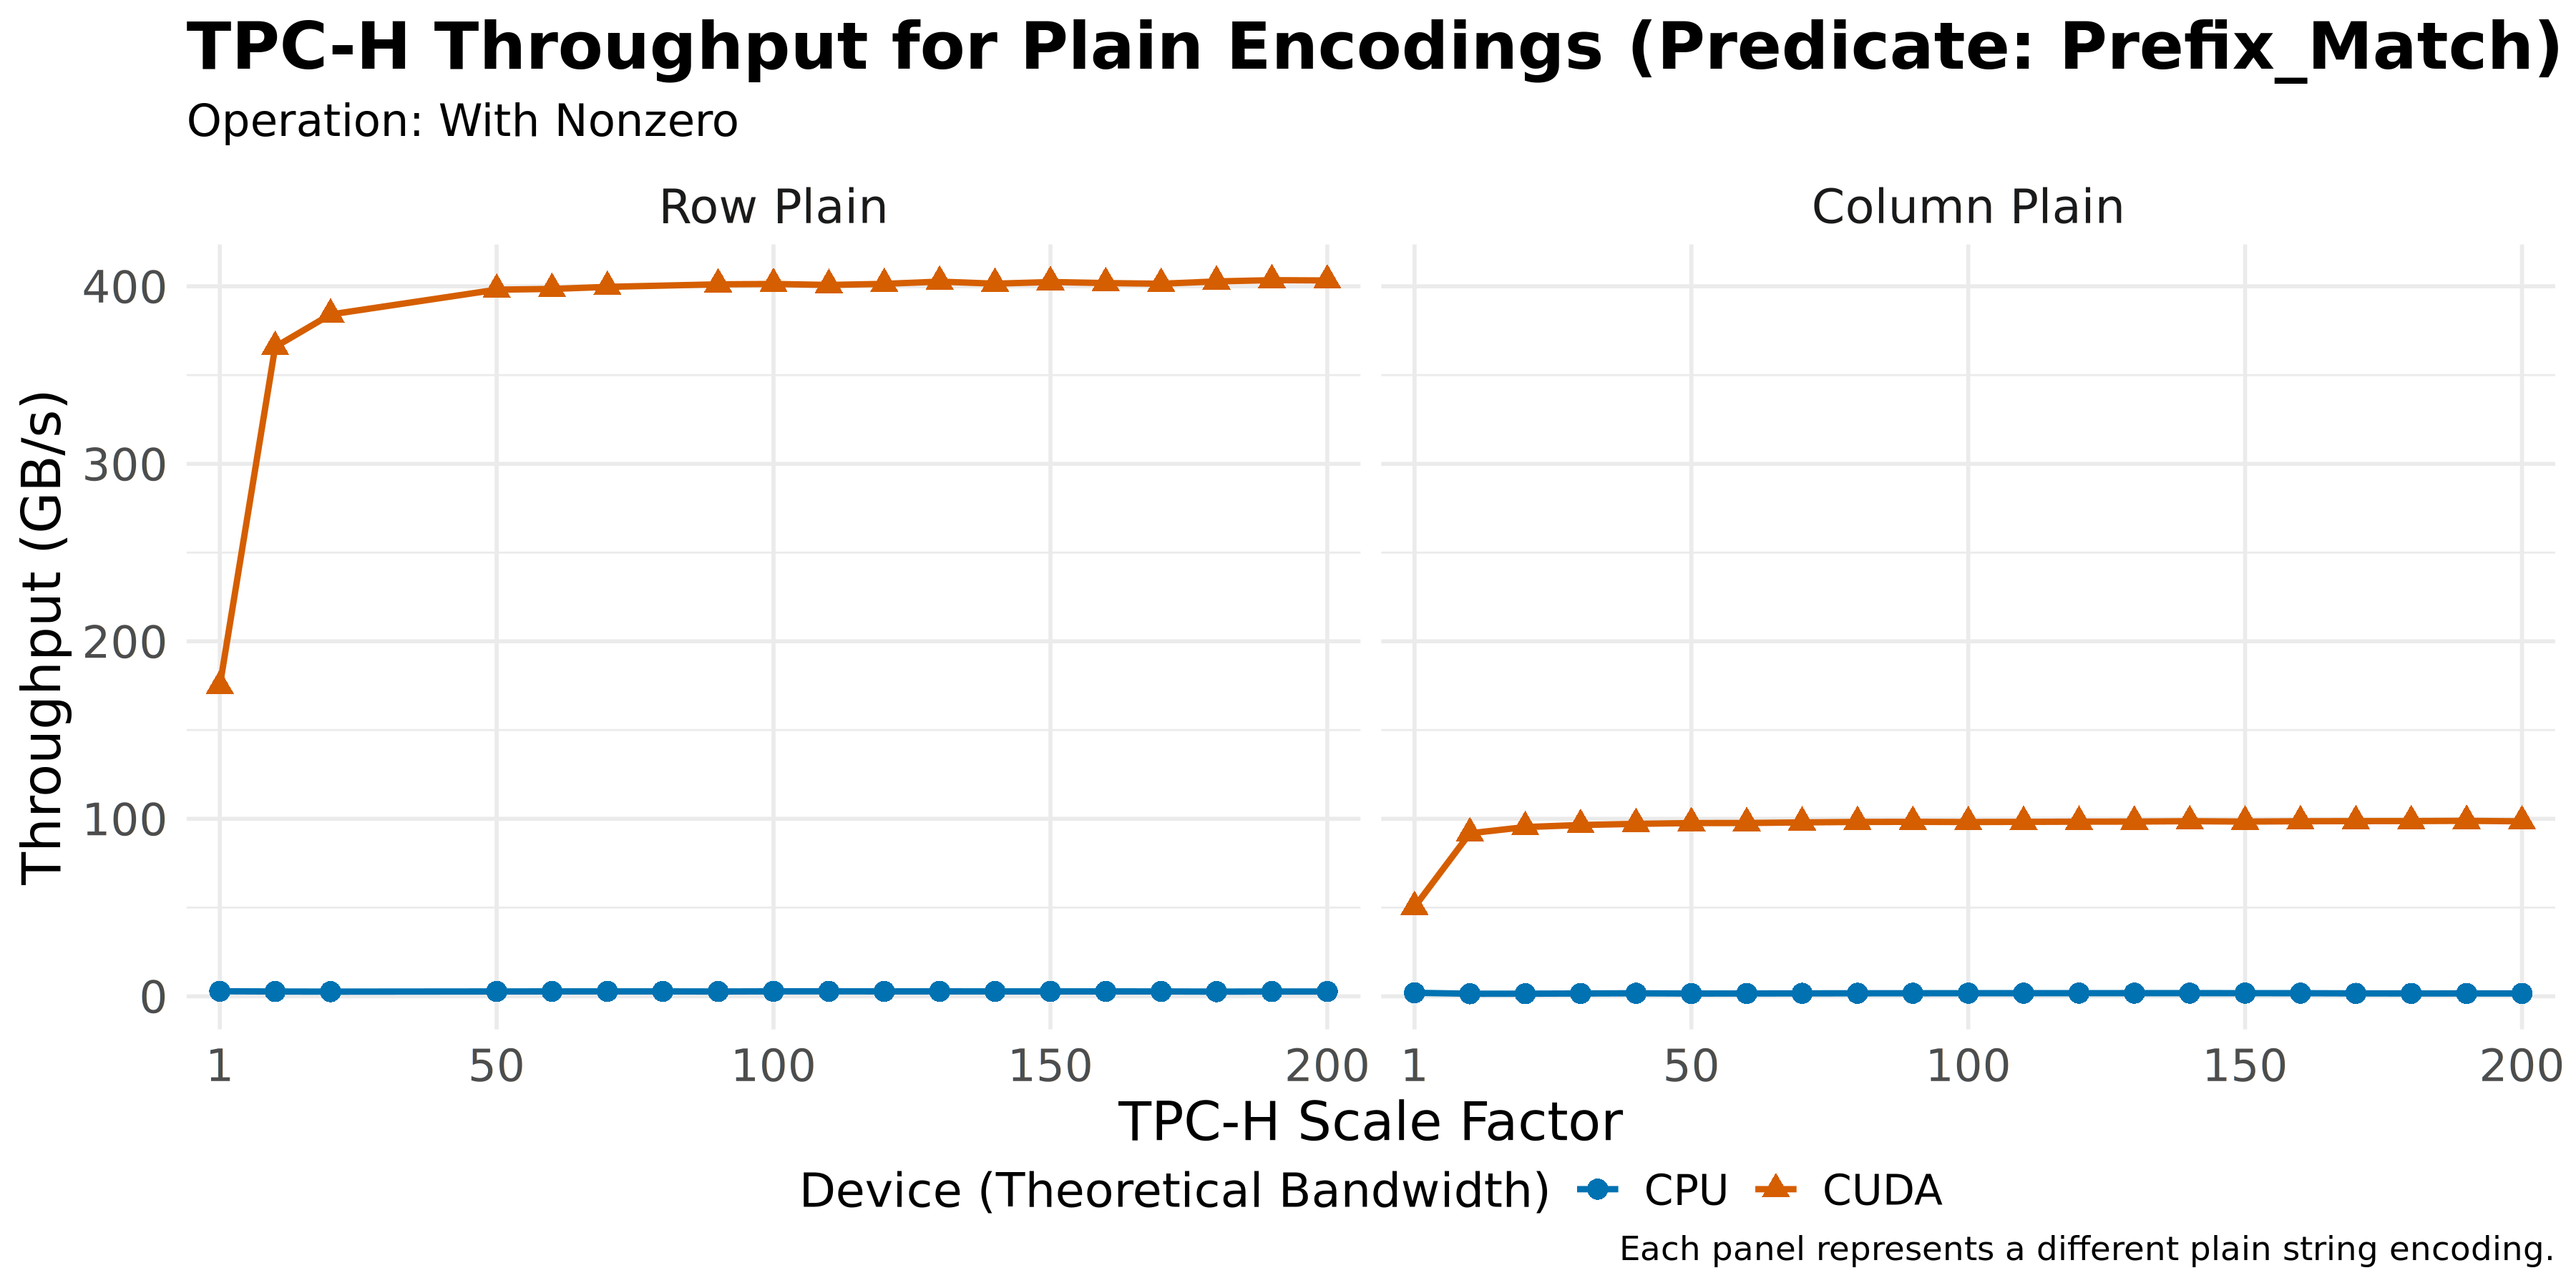 TPC-H Throughput for Plain Encodings (Predicate: Prefix_Match)
Operation: With Nonzero
Row Plain
Column Plain
Throughput (GB/s)
400
300
200
100
0
1 50 100 150 200
1 50 100 150 200
TPC-H Scale Factor
Device (Theoretical Bandwidth) CPU CUDA
Each panel represents a different plain string encoding.